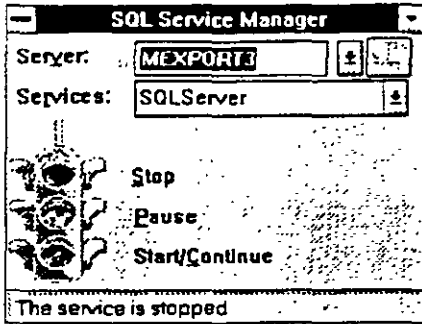 SQL Service Manager
Server: MEXPORT3
Services: SQLServer
Stop
Pause
Start/Continue
The service is stopped